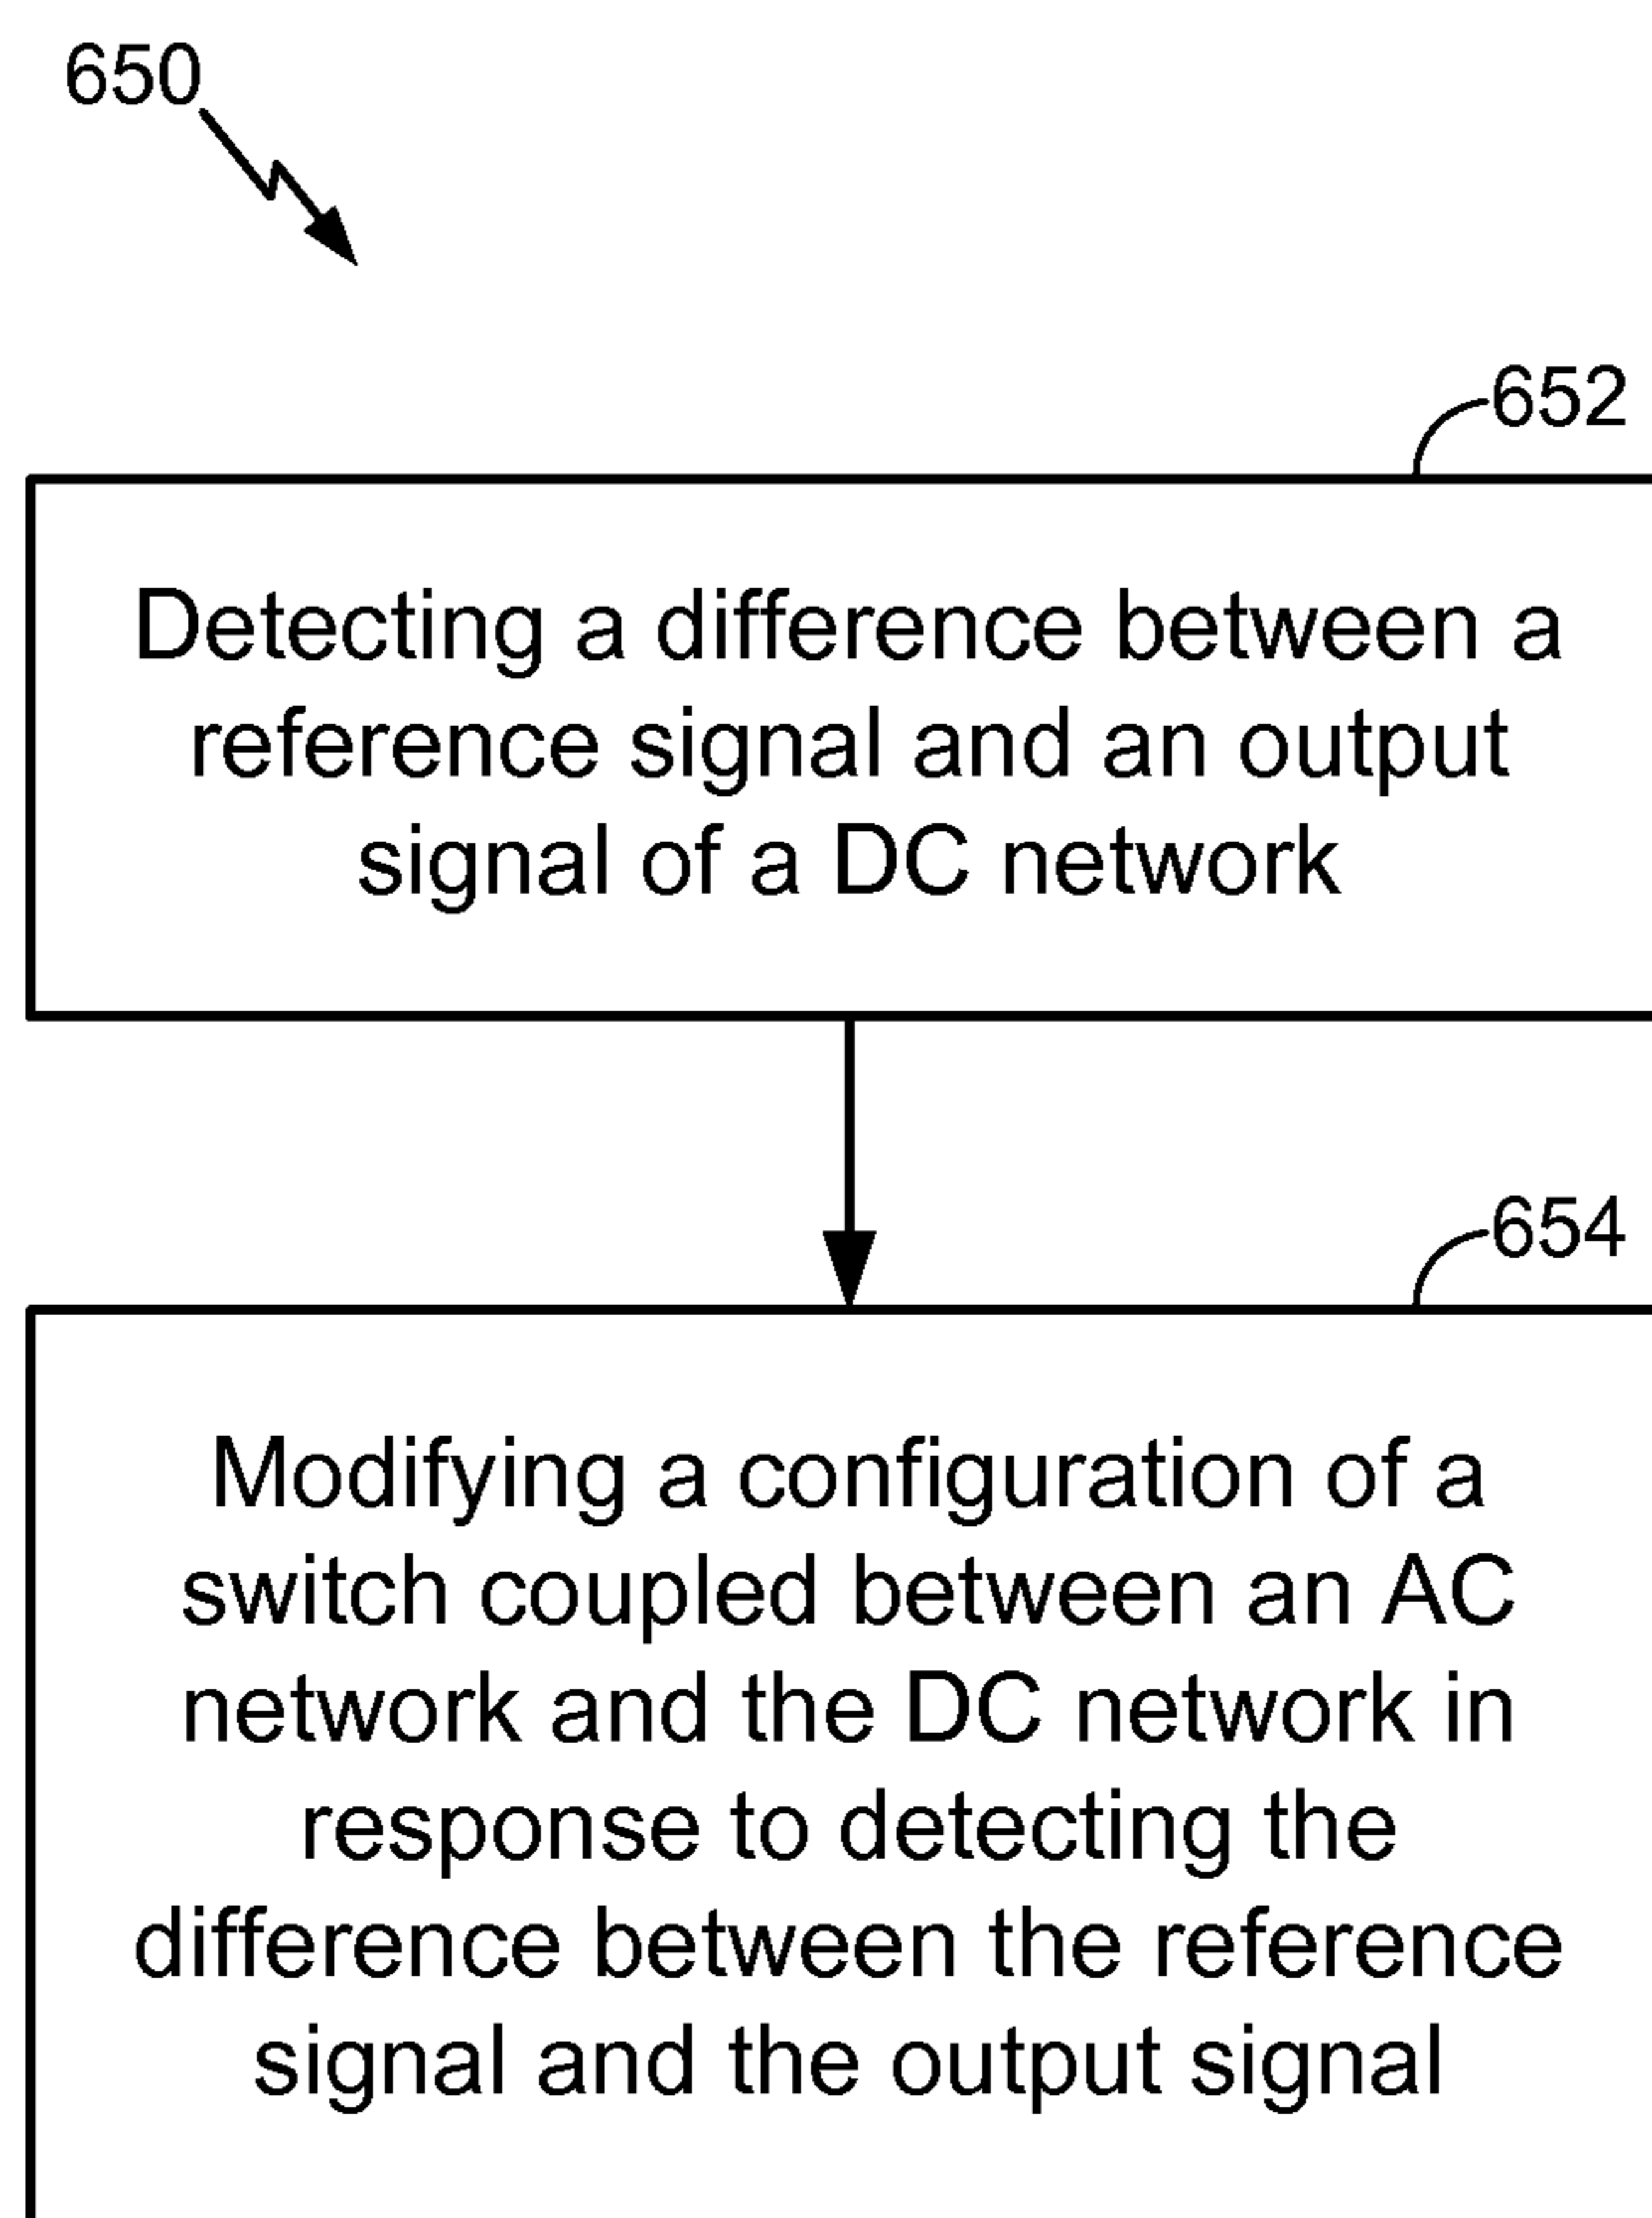 650
652
Detecting a difference between a
reference signal and an output
signal of a DC network
654
Modifying a configuration of a
switch coupled between an AC
network and the DC network in
response to detecting the
difference between the reference
signal and the output signal